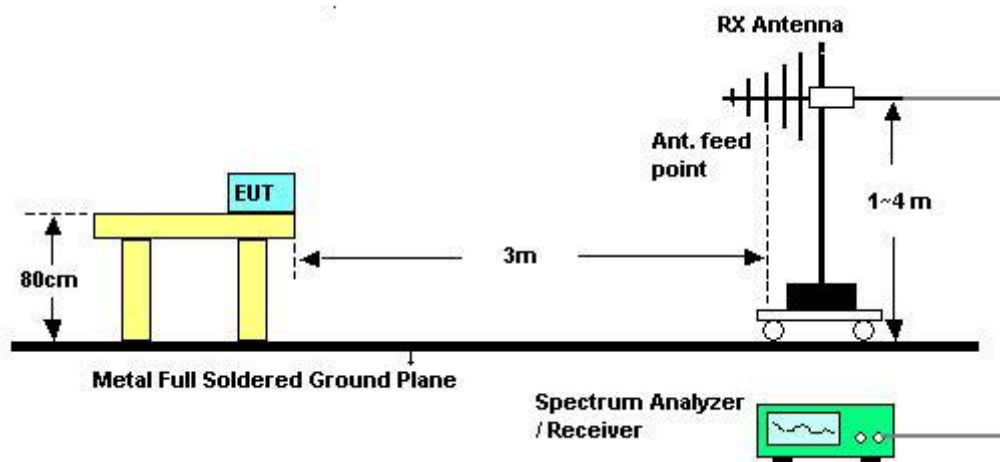 RX Antenna
Ant. feed
point
EUT
1~4 m
3m
80cm
Metal Full Soldered Ground Plane
Spectrum Analyzer
/ Receiver